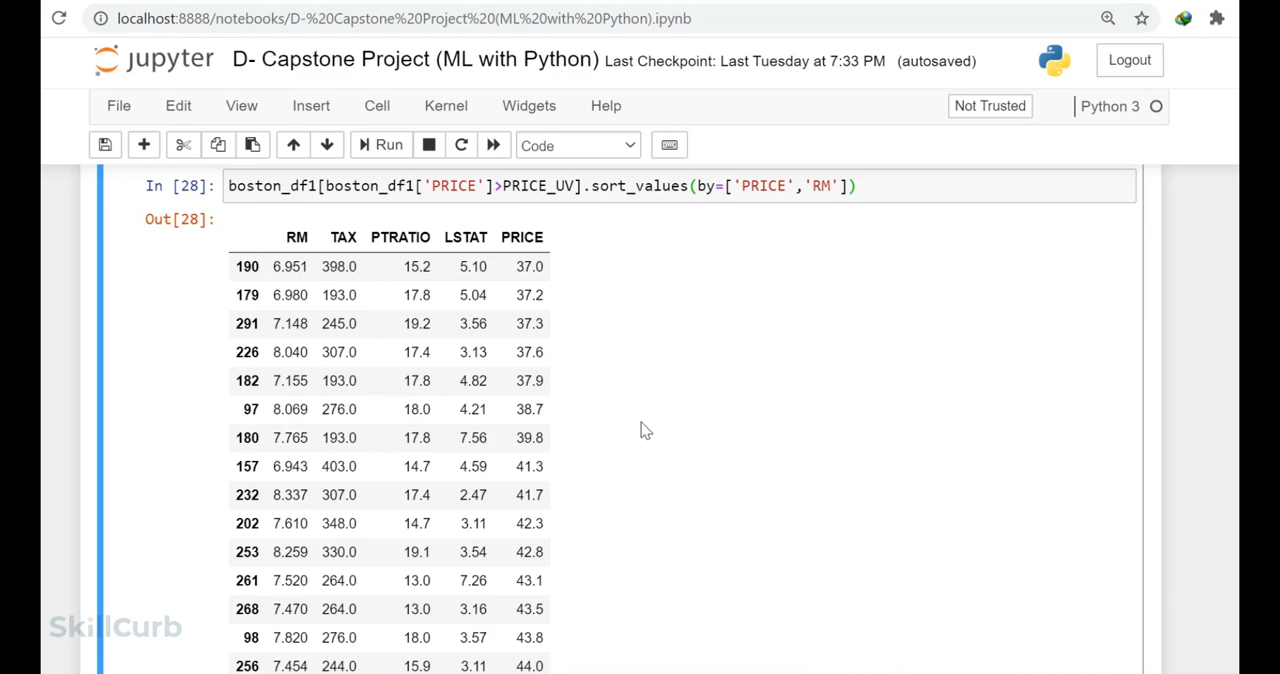 localhost:8888/notebooks/D-%20Capstone%20Project%20(ML%20with%20Python).ipynb
jupyter D- Capstone Project (ML with Python) Last Checkpoint: Last Tuesday at 7:33 PM (autosaved) Logout
File Edit View Insert Cell Kernel Widgets Help Not Trusted Python 3
Run Code
In [28]: boston_df1[boston_df1['PRICE']>PRICE_UV].sort_values(by=['PRICE','RM'])
Out[28]:
RM TAX PTRATIO LSTAT PRICE
190 6.951 398.0 15.2 5.10 37.0
179 6.980 193.0 17.8 5.04 37.2
291 7.148 245.0 19.2 3.56 37.3
226 8.040 307.0 17.4 3.13 37.6
182 7.155 193.0 17.8 4.82 37.9
97 8.069 276.0 18.0 4.21 38.7
180 7.765 193.0 17.8 7.56 39.8
157 6.943 403.0 14.7 4.59 41.3
232 8.337 307.0 17.4 2.47 41.7
202 7.610 348.0 14.7 3.11 42.3
253 8.259 330.0 19.1 3.54 42.8
261 7.520 264.0 13.0 7.26 43.1
268 7.470 264.0 13.0 3.16 43.5
98 7.820 276.0 18.0 3.57 43.8
256 7.454 244.0 15.9 3.11 44.0
SkillCurb